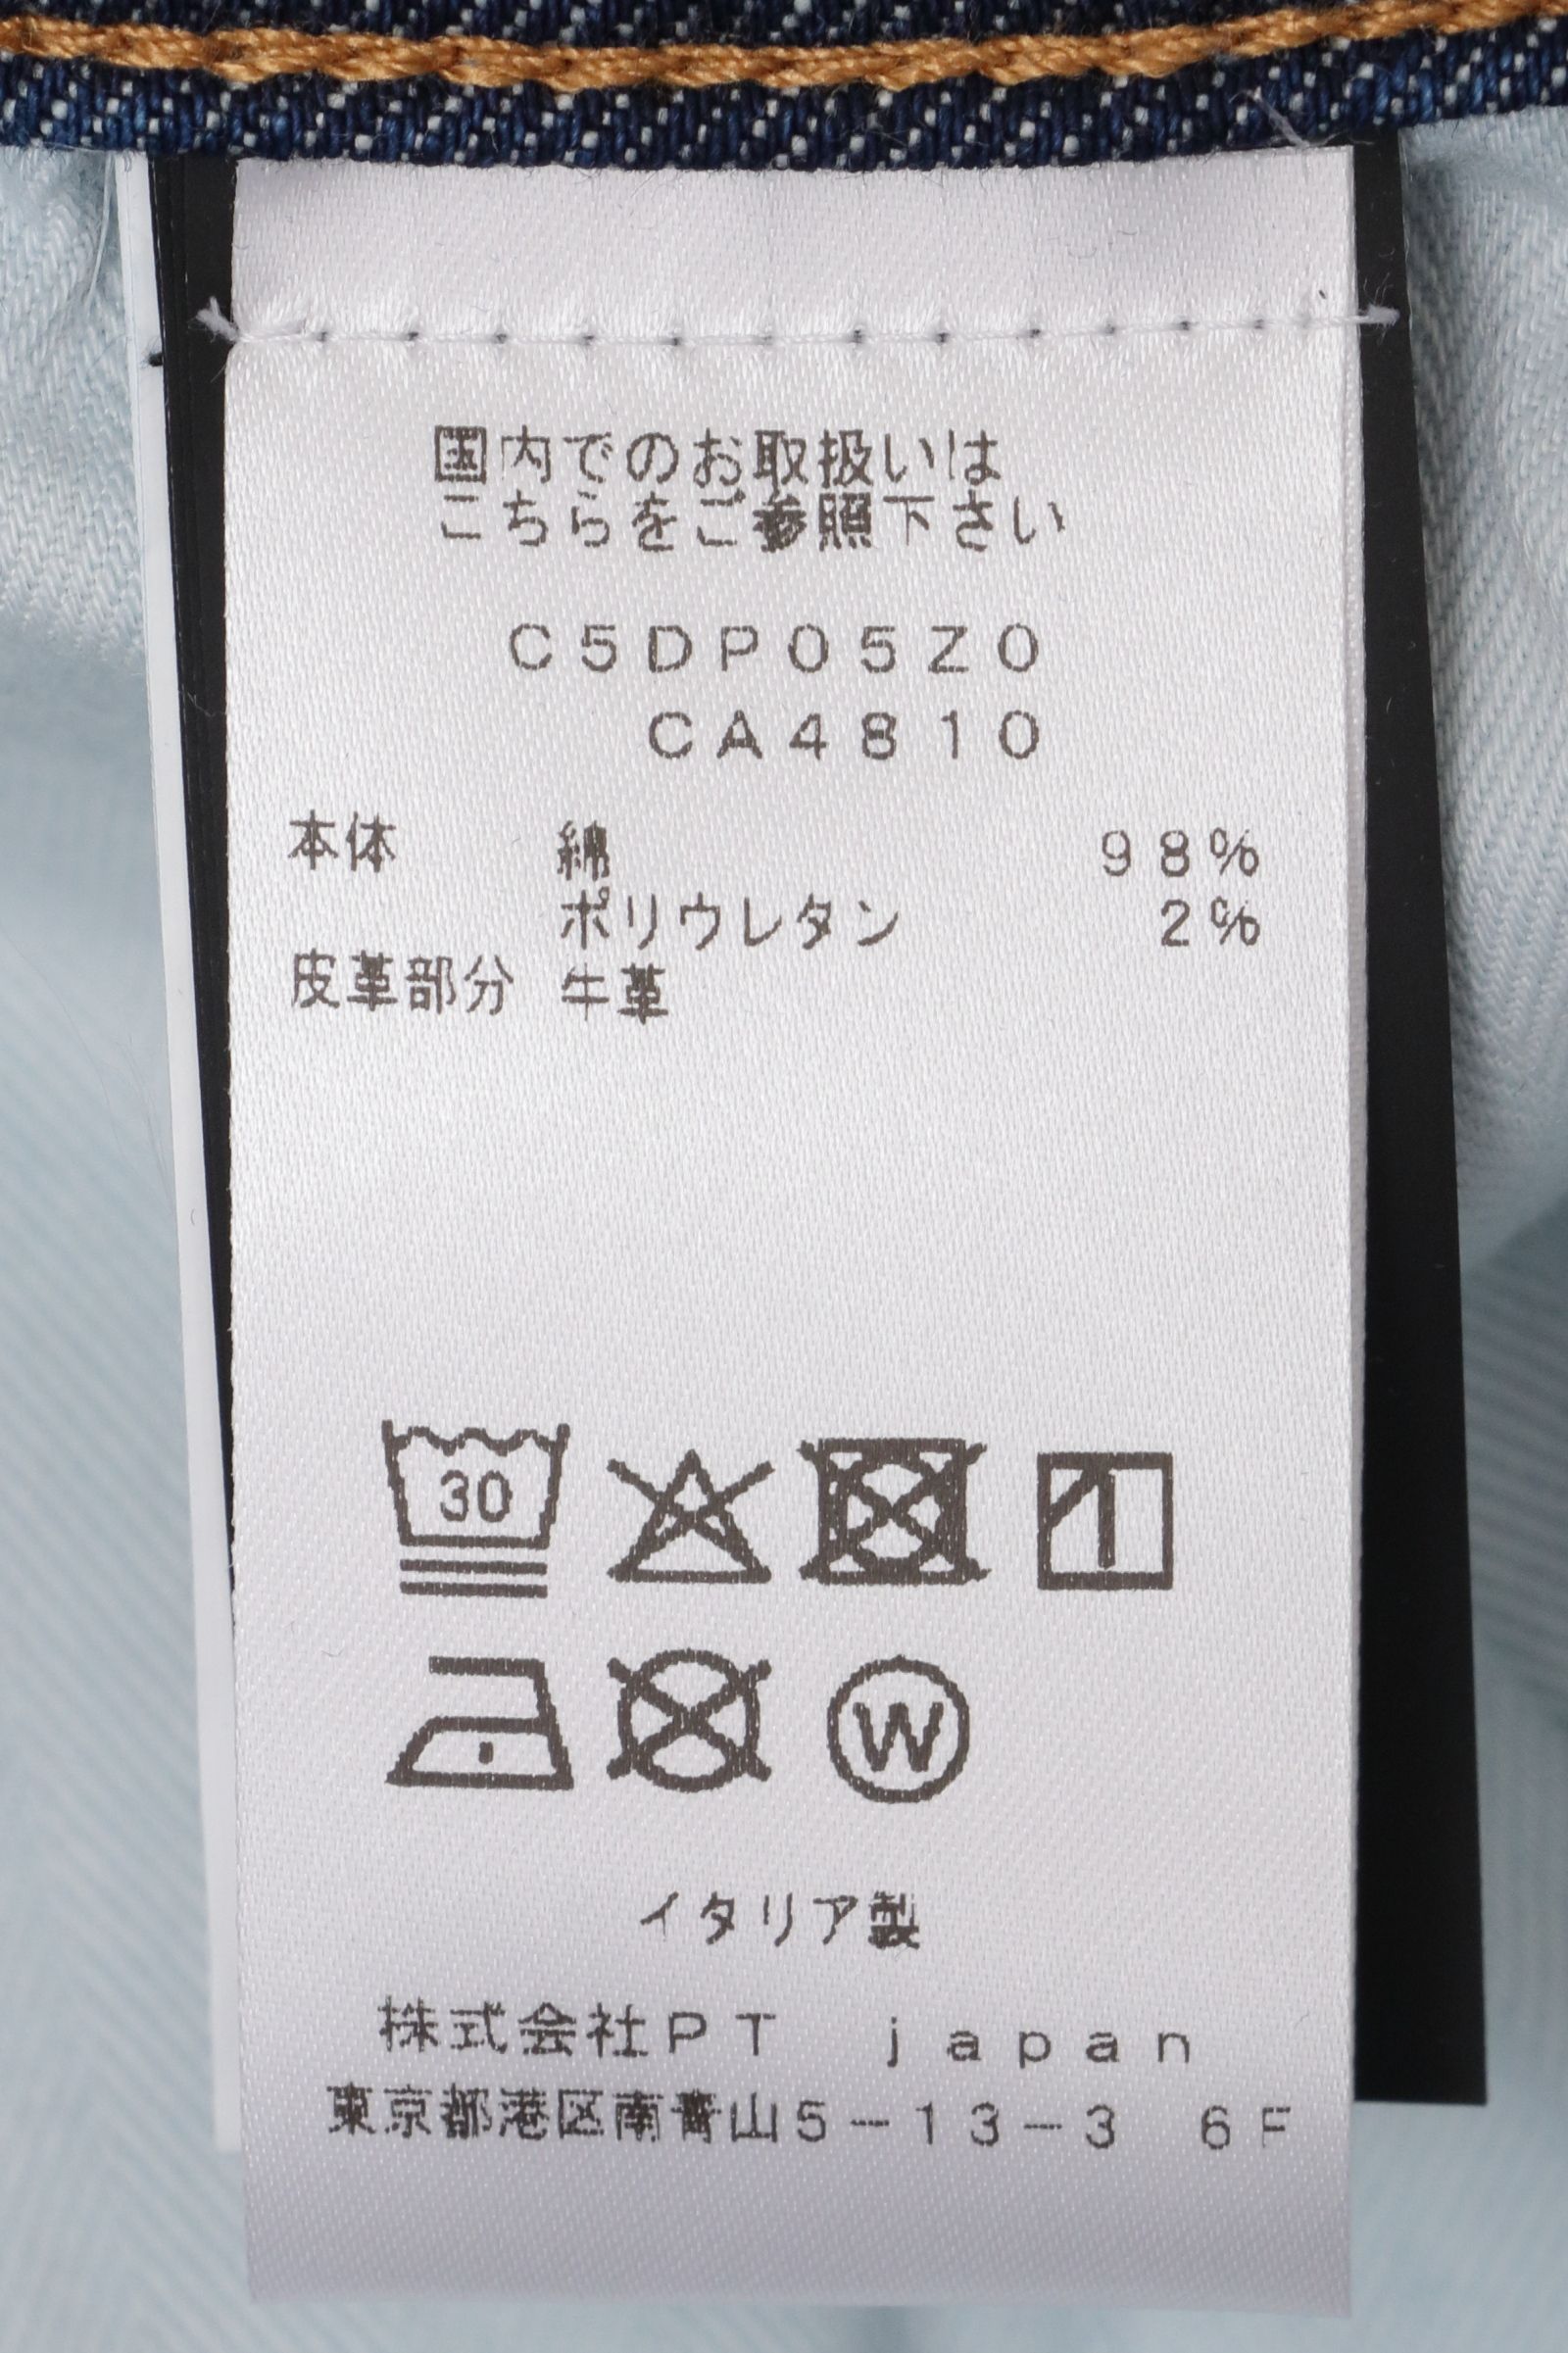 国内でのお取扱いは
こちらをご参照下さい
C5DP05Z0
CA4810
本体 綿 98%
ポリウレタン 2%
皮革部分 牛革
30
W
イタリア製
株式会社PT japan
東京都港区南青山5-13-3 6F